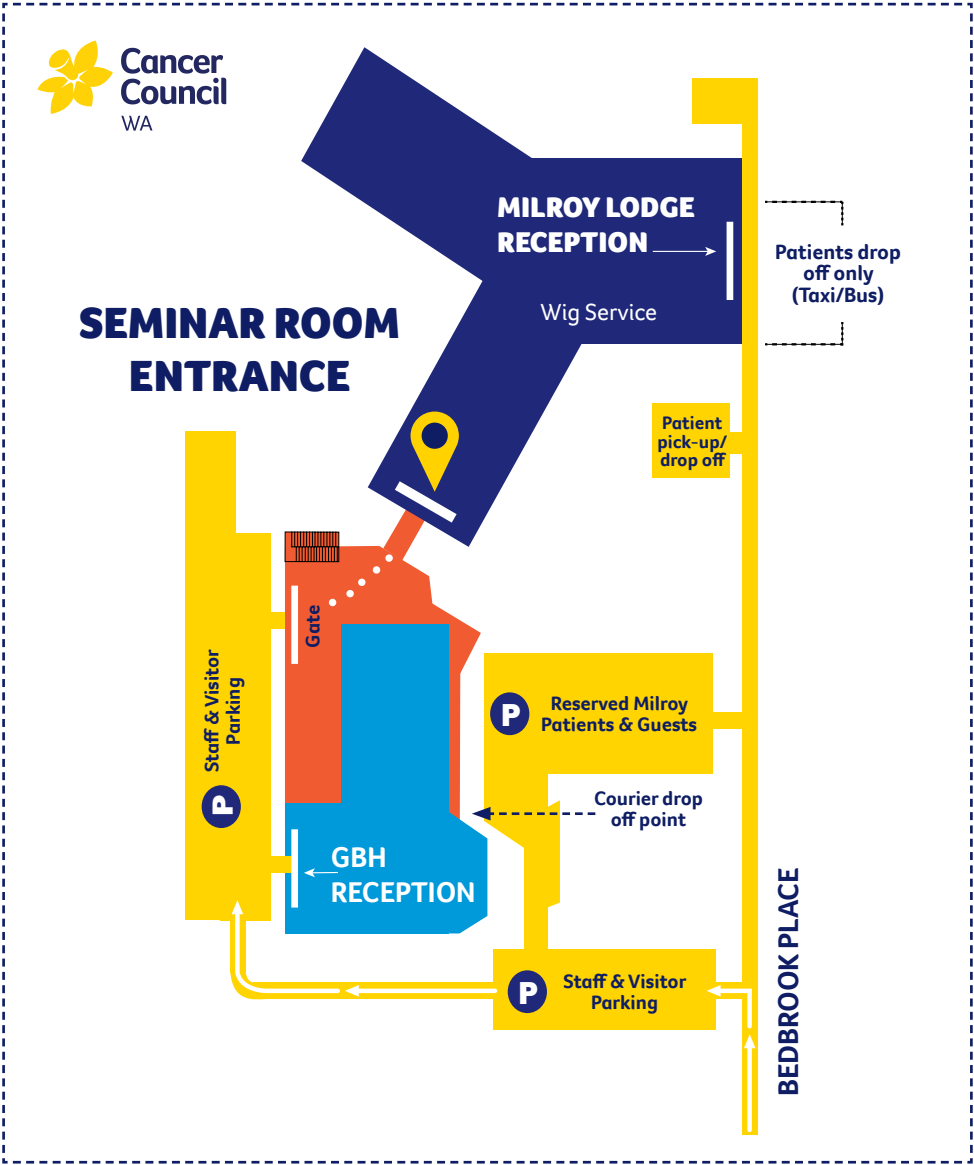 Cancer
Council
WA
MILROY LODGE
RECEPTION
Wig Service
Patients drop
off only
(Taxi/Bus)
SEMINAR ROOM
ENTRANCE
Patient
pick-up/
drop off
Gate
Staff & Visitor
Parking
P
P
Reserved Milroy
Patients & Guests
Courier drop
off point
GBH
RECEPTION
P
Staff & Visitor
Parking
BEDBROOK PLACE